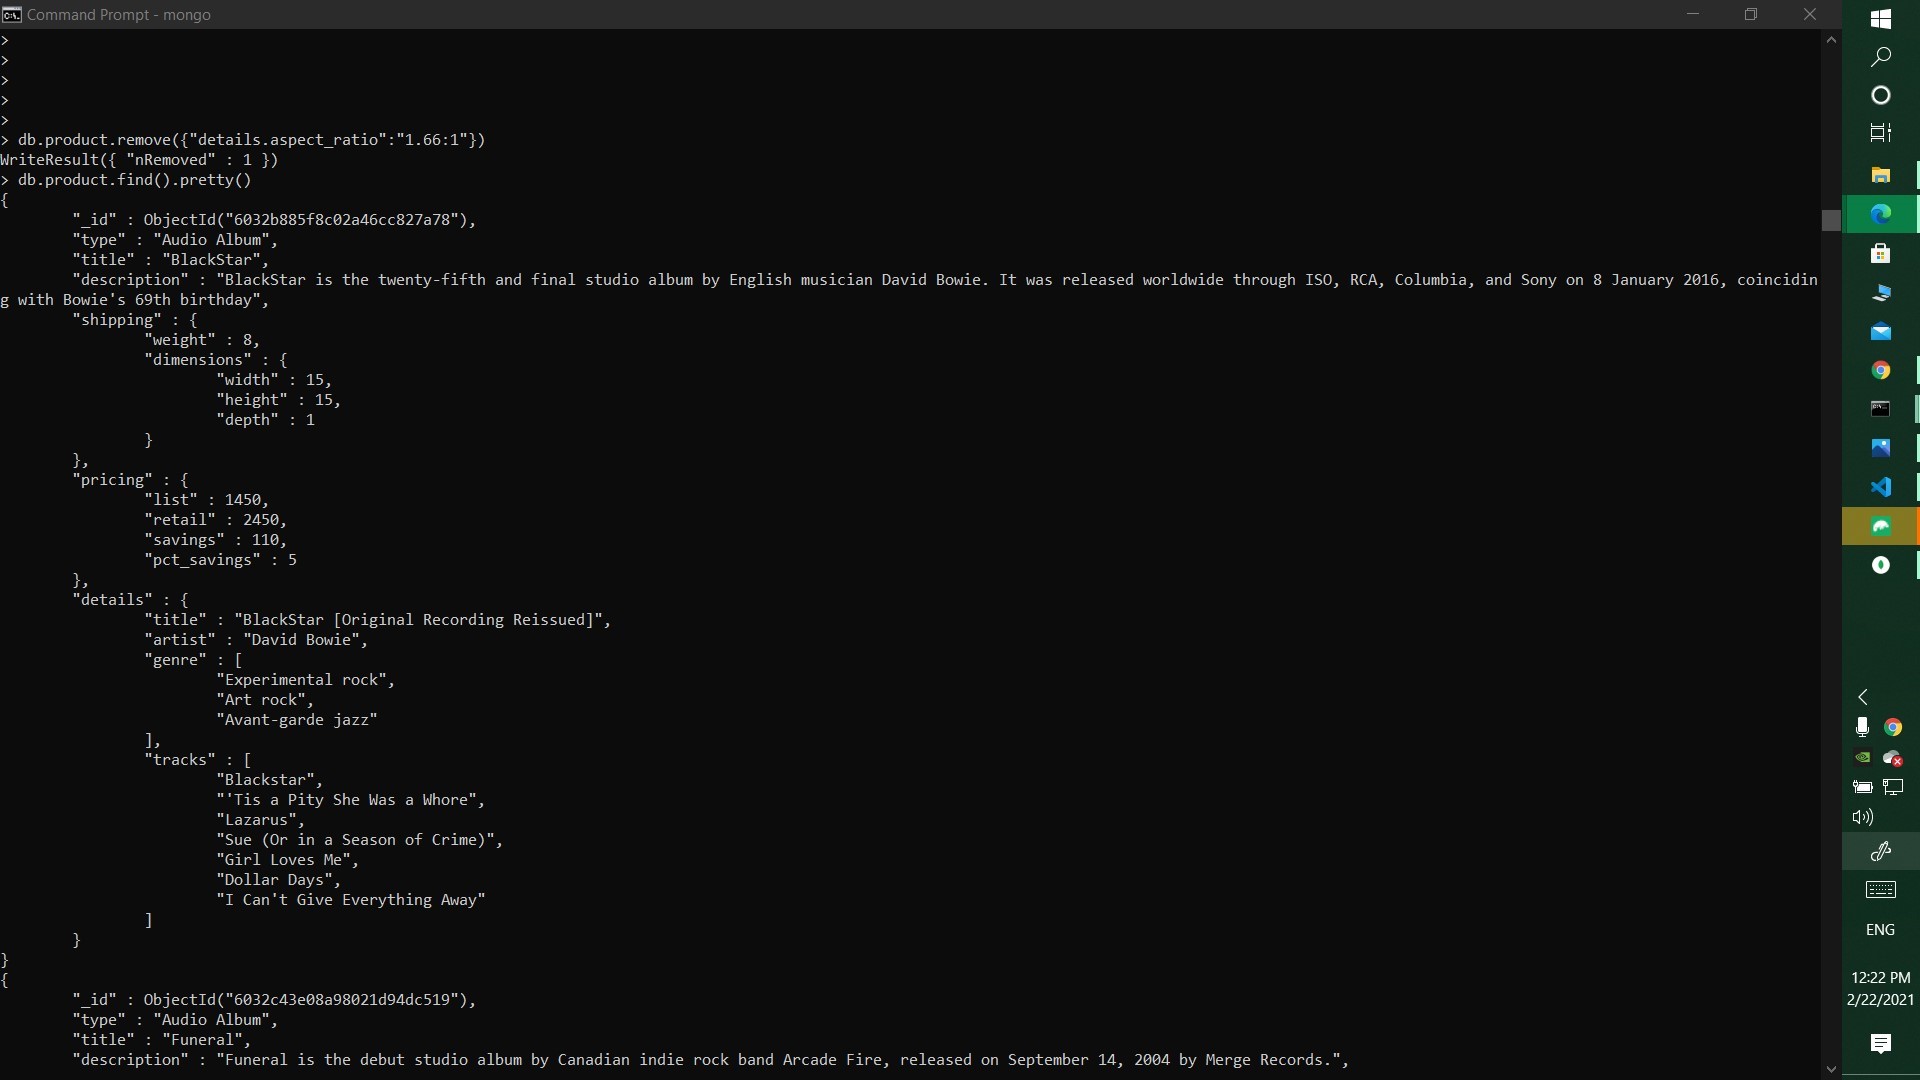 Command Prompt - mongo
>
>
>
>
>
> db.product.remove({"details.aspect_ratio":"1.66:1"})
WriteResult({ "nRemoved" : 1 })
> db.product.find().pretty()
{
        "_id" : ObjectId("6032b885f8c02a46cc827a78"),
        "type" : "Audio Album",
        "title" : "BlackStar",
        "description" : "BlackStar is the twenty-fifth and final studio album by English musician David Bowie. It was released worldwide through ISO, RCA, Columbia, and Sony on 8 January 2016, coincidin
g with Bowie's 69th birthday",
        "shipping" : {
                "weight" : 8,
                "dimensions" : {
                        "width" : 15,
                        "height" : 15,
                        "depth" : 1
                }
        },
        "pricing" : {
                "list" : 1450,
                "retail" : 2450,
                "savings" : 110,
                "pct_savings" : 5
        },
        "details" : {
                "title" : "BlackStar [Original Recording Reissued]",
                "artist" : "David Bowie",
                "genre" : [
                        "Experimental rock",
                        "Art rock",
                        "Avant-garde jazz"
                ],
                "tracks" : [
                        "Blackstar",
                        "'Tis a Pity She Was a Whore",
                        "Lazarus",
                        "Sue (Or in a Season of Crime)",
                        "Girl Loves Me",
                        "Dollar Days",
                        "I Can't Give Everything Away"
                ]
        }
}
{
        "_id" : ObjectId("6032c43e08a98021d94dc519"),
        "type" : "Audio Album",
        "title" : "Funeral",
        "description" : "Funeral is the debut studio album by Canadian indie rock band Arcade Fire, released on September 14, 2004 by Merge Records.",
ENG
12:22 PM
2/22/2021